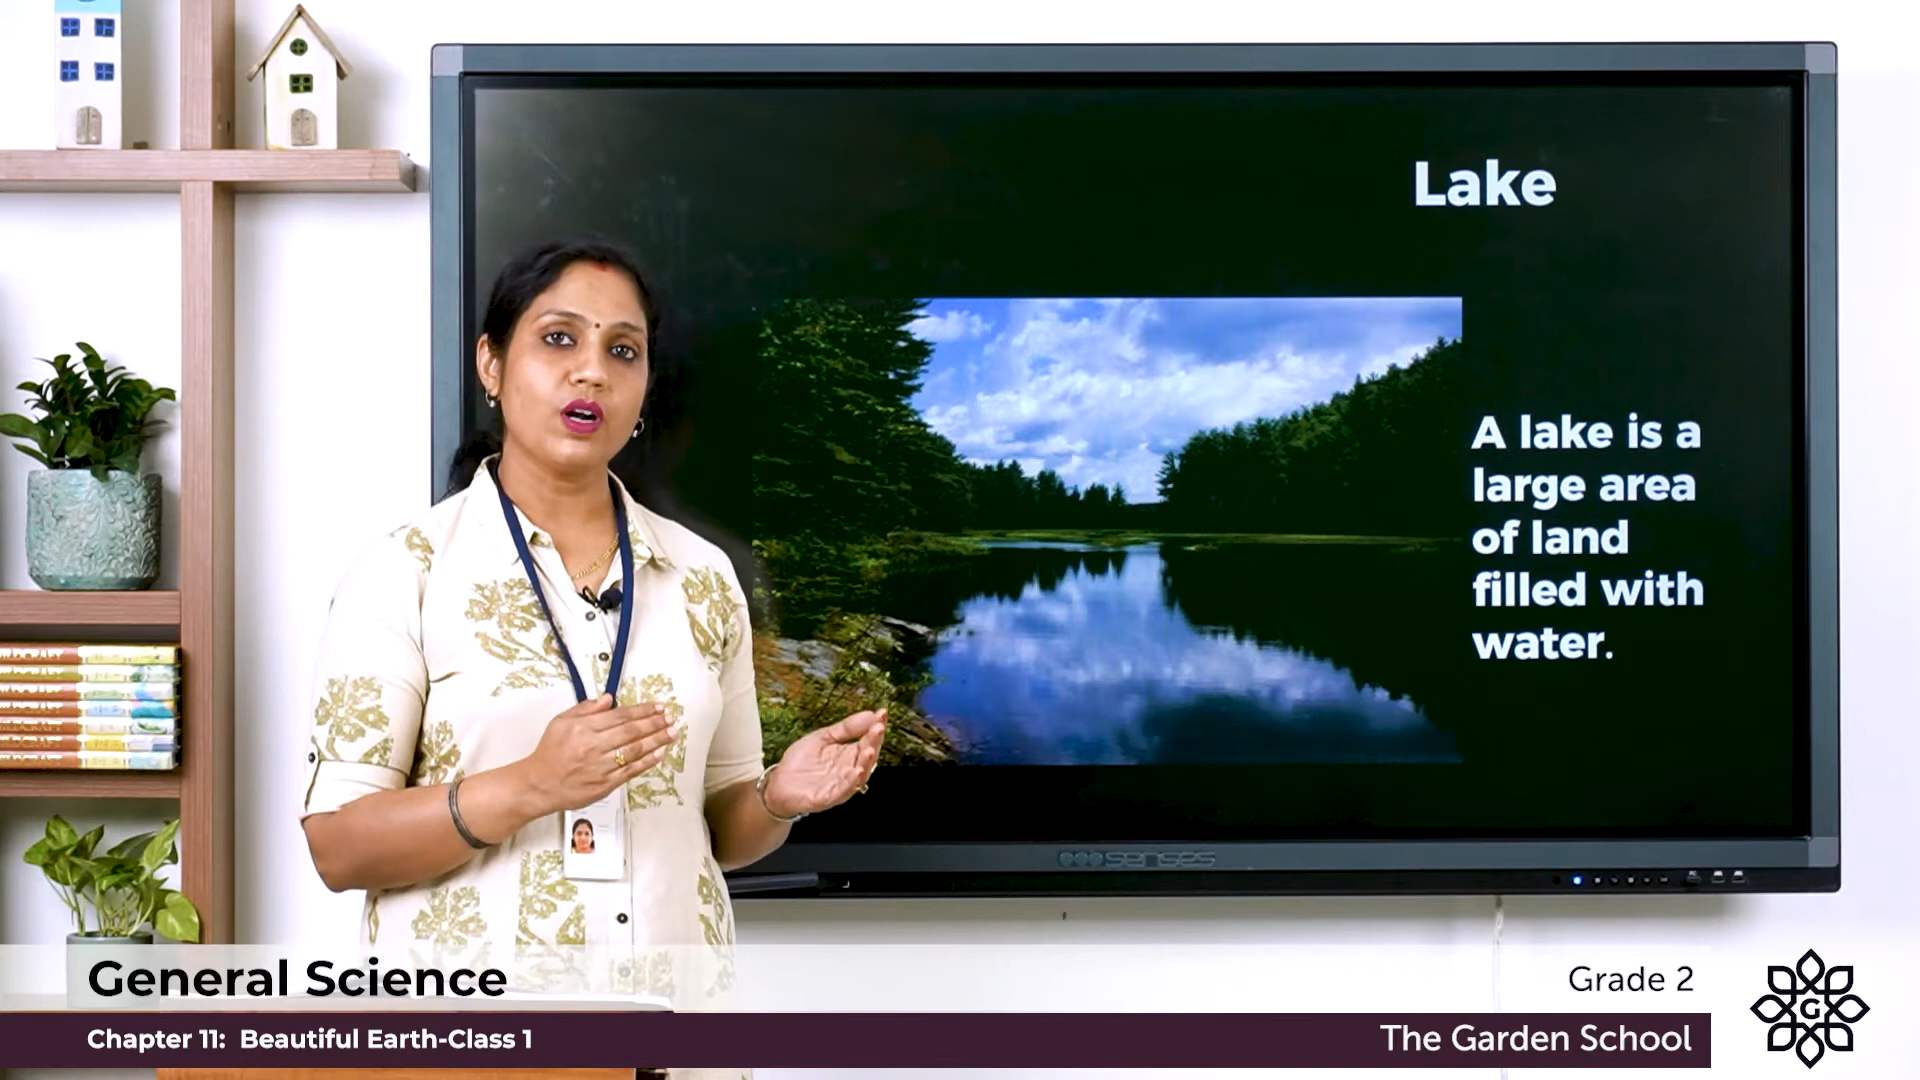 Lake
A lake is a
large area
of land
filled with
water.
senses
General Science
Grade 2
Chapter 11: Beautiful Earth-Class 1
The Garden School
G